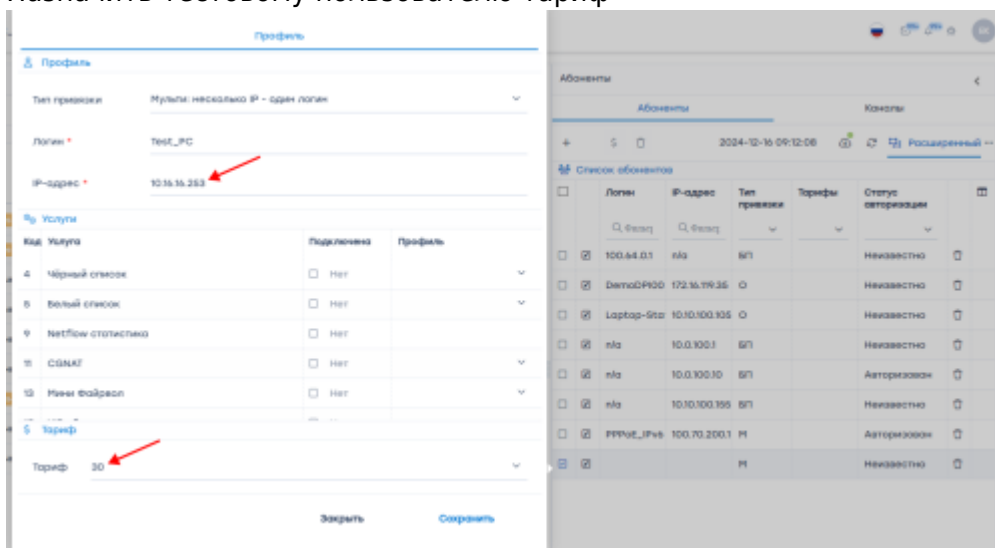 Назначить тестовому пользователю тариф
Профиль
Профиль
Тип привязки Мульти: несколько IP - один логин
Логин * Test_PC
IP-адрес * 10.16.16.253
Услуги
Код Услуга Подключена Профиль
4 Чёрный список Нет
5 Белый список Нет
9 Netflow статистика Нет
11 CGNAT Нет
13 Мини Файрвол Нет
Тариф
Тариф 30
Закрыть Сохранить
Абоненты
Абоненты Каналы
2024-12-16 09:12:08 Расширенный
Список абонентов
Логин IP-адрес Тип привязки Тарифы Статус авторизации
100.64.0.1 n/a БП Неизвестно
DemoDPI00 172.16.119.35 О Неизвестно
Laptop-Sta 10.10.100.105 О Неизвестно
n/a 10.0.100.1 БП Неизвестно
n/a 10.0.100.10 БП Авторизован
n/a 10.10.100.155 БП Неизвестно
PPPoE_IPv6 100.70.200.1 М Авторизован
М Неизвестно